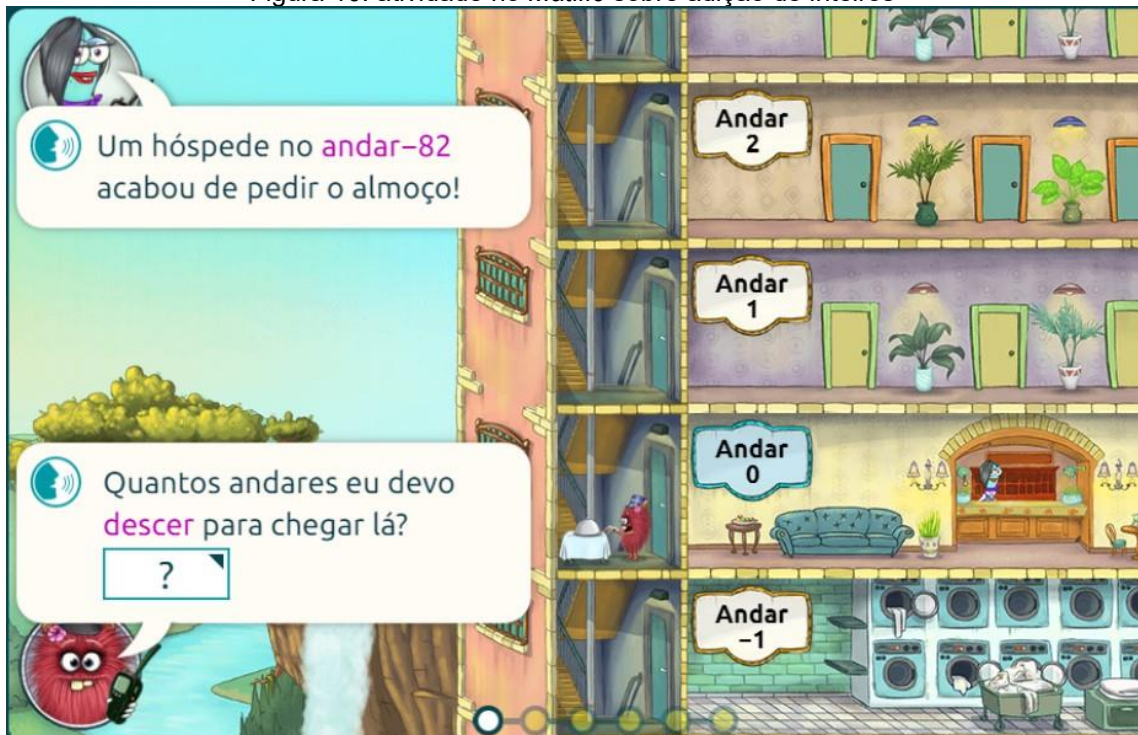 Um hóspede no andar–82
acabou de pedir o almoço!
Quantos andares eu devo
descer para chegar lá?
?
Andar
2
Andar
1
Andar
0
Andar
–1